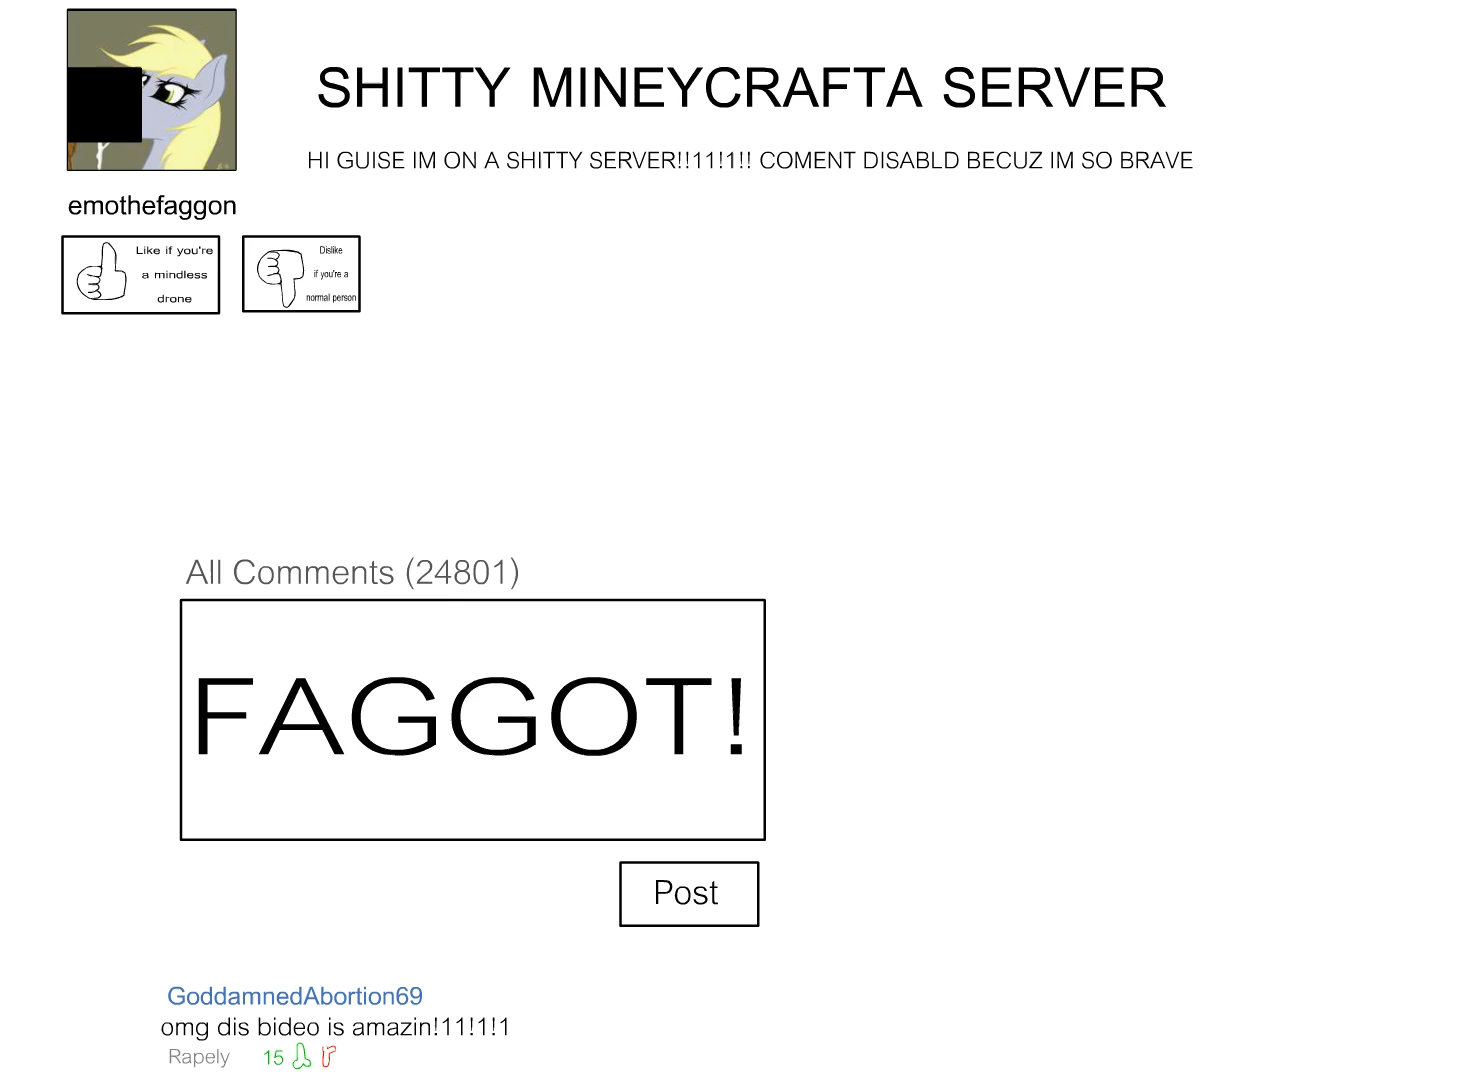 SHITTY MINEYCRAFTA SERVER
HI GUISE IM ON A SHITTY SERVER!!11!1!! COMENT DISABLD BECUZ IM SO BRAVE
emothefaggon
Like if you're
a mindless
drone
Dislike
if you're a
normal person
All Comments (24801)
FAGGOT!
Post
GoddamnedAbortion69
omg dis bideo is amazin!11!1!1
Rapely 15